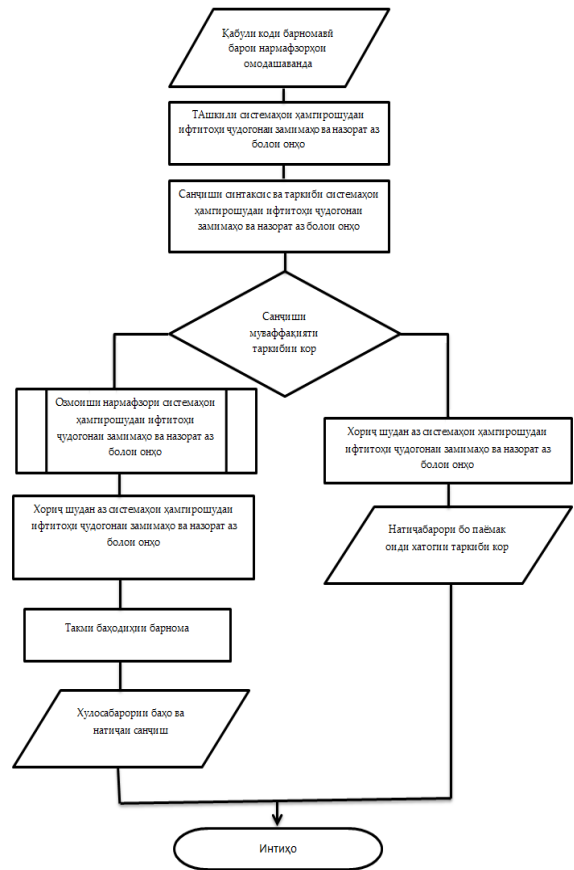 Қабули коди барномавӣ
барои нармафзорҳои
омодашаванда
ТАшкили системаҳои ҳамгирошудаи
ифтитоҳи ҷудогонаи замимаҳо ва назорат аз
болои онҳо
Санҷиши синтаксис ва таркиби системаҳои
ҳамгирошудаи ифтитоҳи ҷудогонаи
замимаҳо ва назорат аз болои онҳо
Санҷиши
муваффақияти
таркибии кор
Озмоиши нармафзори системаҳои
ҳамгирошудаи ифтитоҳи
ҷудогонаи замимаҳо ва назорат аз
болои онҳо
Хориҷ шудан аз системаҳои ҳамгирошудаи
ифтитоҳи ҷудогонаи замимаҳо ва назорат аз
болои онҳо
Такми баҳодиҳии барнома
Хулосабарории баҳо ва
натиҷаи санҷиш
Хориҷ шудан аз системаҳои ҳамгирошудаи
ифтитоҳи ҷудогонаи замимаҳо ва назорат аз
болои онҳо
Натиҷабарори бо паёмак
оиди хатогии таркиби кор
Интиҳо